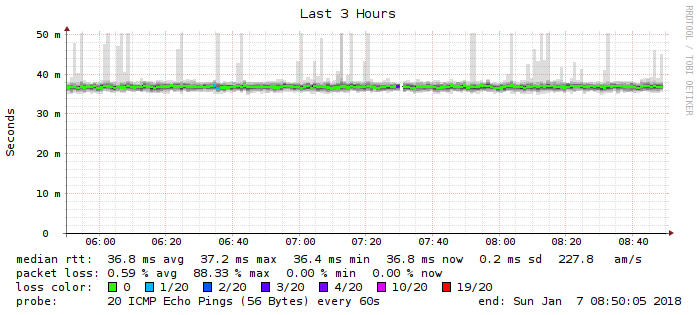 Last 3 Hours
RRDTOOL / TOBI OETIKER
Seconds
50 m
40 m
30 m
20 m
10 m
0
06:00 06:20 06:40 07:00 07:20 07:40 08:00 08:20 08:40
median rtt: 36.8 ms avg 37.2 ms max 36.4 ms min 36.8 ms now 0.2 ms sd 227.8 am/s
packet loss: 0.59 % avg 88.33 % max 0.00 % min 0.00 % now
loss color: 0 1/20 2/20 3/20 4/20 10/20 19/20
probe: 20 ICMP Echo Pings (56 Bytes) every 60s end: Sun Jan 7 08:50:05 2018